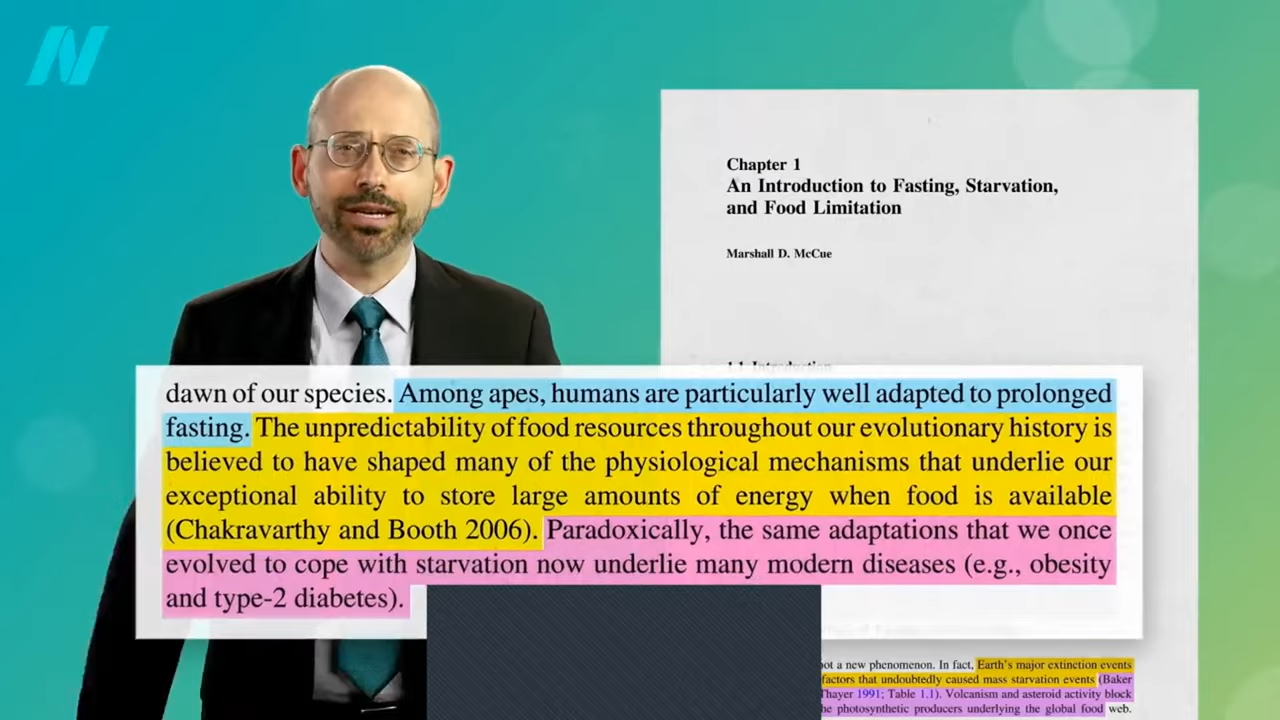 N
Chapter 1
An Introduction to Fasting, Starvation,
and Food Limitation
Marshall D. McCue
1.1 Introduction
dawn of our species. Among apes, humans are particularly well adapted to prolonged
fasting. The unpredictability of food resources throughout our evolutionary history is
believed to have shaped many of the physiological mechanisms that underlie our
exceptional ability to store large amounts of energy when food is available
(Chakravarthy and Booth 2006). Paradoxically, the same adaptations that we once
evolved to cope with starvation now underlie many modern diseases (e.g., obesity
and type-2 diabetes).
not a new phenomenon. In fact, Earth's major extinction events
factors that undoubtedly caused mass starvation events (Baker
Thayer 1991; Table 1.1). Volcanism and asteroid activity block
he photosynthetic producers underlying the global food web.